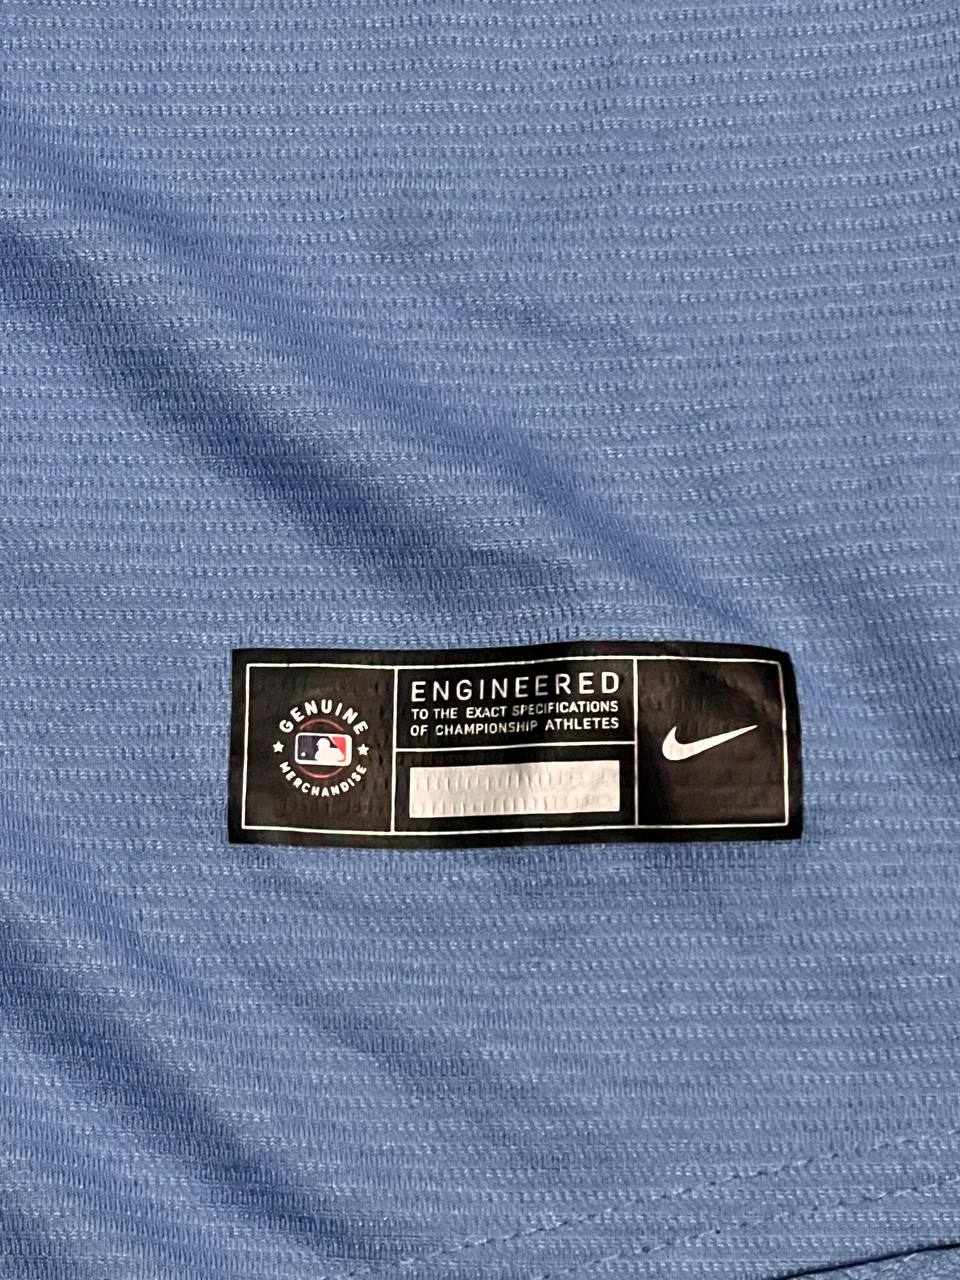 GENUINE
MERCHANDISE
ENGINEERED
TO THE EXACT SPECIFICATIONS
OF CHAMPIONSHIP ATHLETES